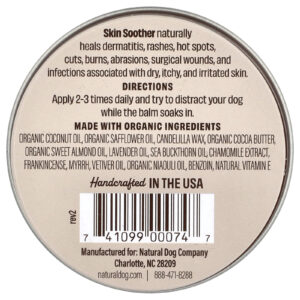 Skin Soother naturally
heals dermatitis, rashes, hot spots,
cuts, burns, abrasions, surgical wounds, and
infections associated with dry, itchy, and irritated skin.
DIRECTIONS
Apply 2-3 times daily and try to distract your dog
while the balm soaks in.
MADE WITH ORGANIC INGREDIENTS
ORGANIC COCONUT OIL, ORGANIC SAFFLOWER OIL, CANDELILLA WAX, ORGANIC COCOA BUTTER,
ORGANIC SWEET ALMOND OIL, LAVENDER OIL, SEA BUCKTHORN OIL, CHAMOMILE EXTRACT,
FRANKINCENSE, MYRRH, VETIVER OIL, ORGANIC NIAOULI OIL, BENZOIN, NATURAL VITAMIN E
Handcrafted IN THE USA
rev2
7 41099 00074 7
Manufactured for: Natural Dog Company
Charlotte, NC 28209
naturaldog.com | 888-471-8288